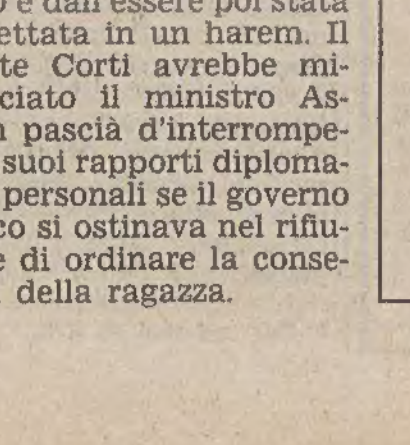 o e dall'essere poi stata
ettata in un harem. Il
te Corti avrebbe mi-
ciato il ministro As-
n pascià d'interrompe-
suoi rapporti diploma-
personali se il governo
co si ostinava nel rifiu-
e di ordinare la conse-
della ragazza.